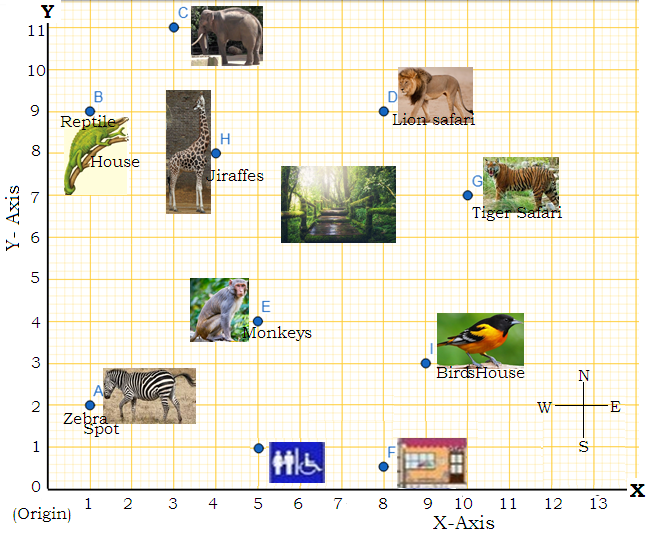 Y
11
C
10
D
B
9
Reptile
Lion safari
H
8
House
Jiraffes
G
7
Tiger Safari
Y- Axis
6
5
E
4
Monkeys
I
3
BirdsHouse
N
A
2
W
E
Zebra
Spot
S
1
F
0
X
1 2 3 4 5 6 7 8 9 10 11 12 13
(Origin)
X-Axis